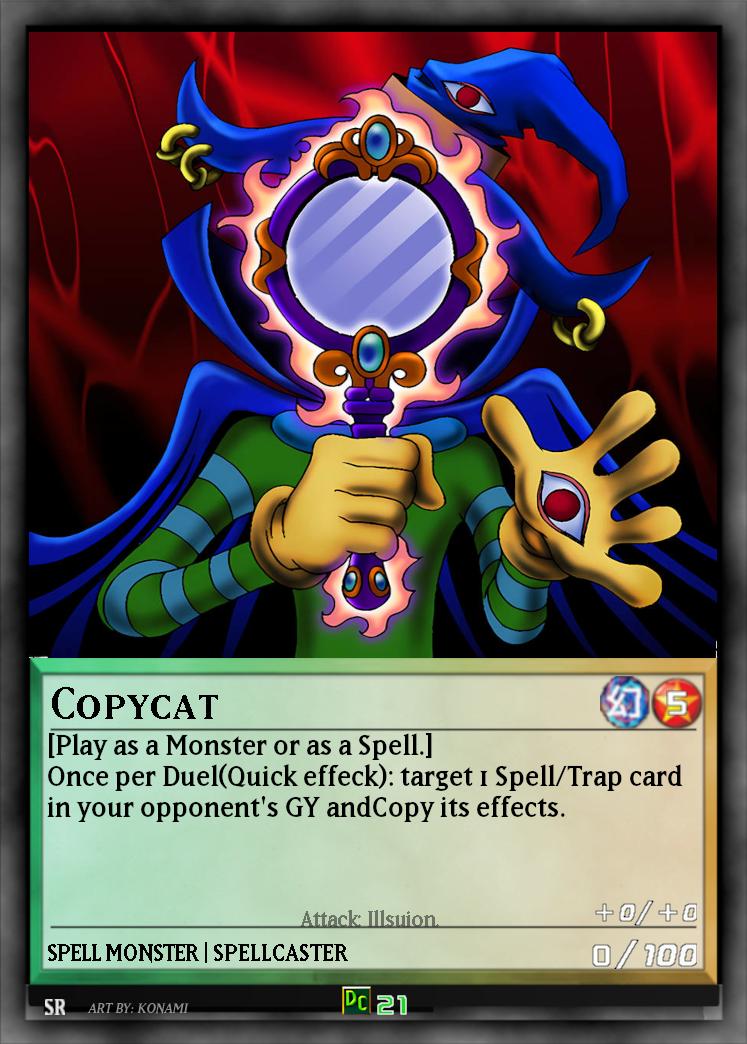 COPYCAT
幻 5
[Play as a Monster or as a Spell.]
Once per Duel(Quick effeck): target 1 Spell/Trap card
in your opponent's GY andCopy its effects.
Attack: Illsuion.
+0/+0
SPELL MONSTER | SPELLCASTER
0/100
SR ART BY: KONAMI
DC 21